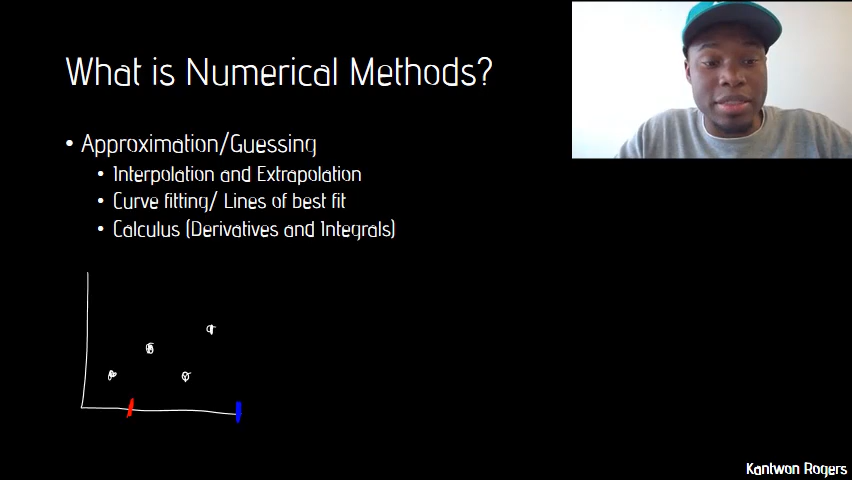 What is Numerical Methods?
• Approximation/Guessing
• Interpolation and Extrapolation
• Curve fitting/ Lines of best fit
• Calculus (Derivatives and Integrals)
Kantwon Rogers